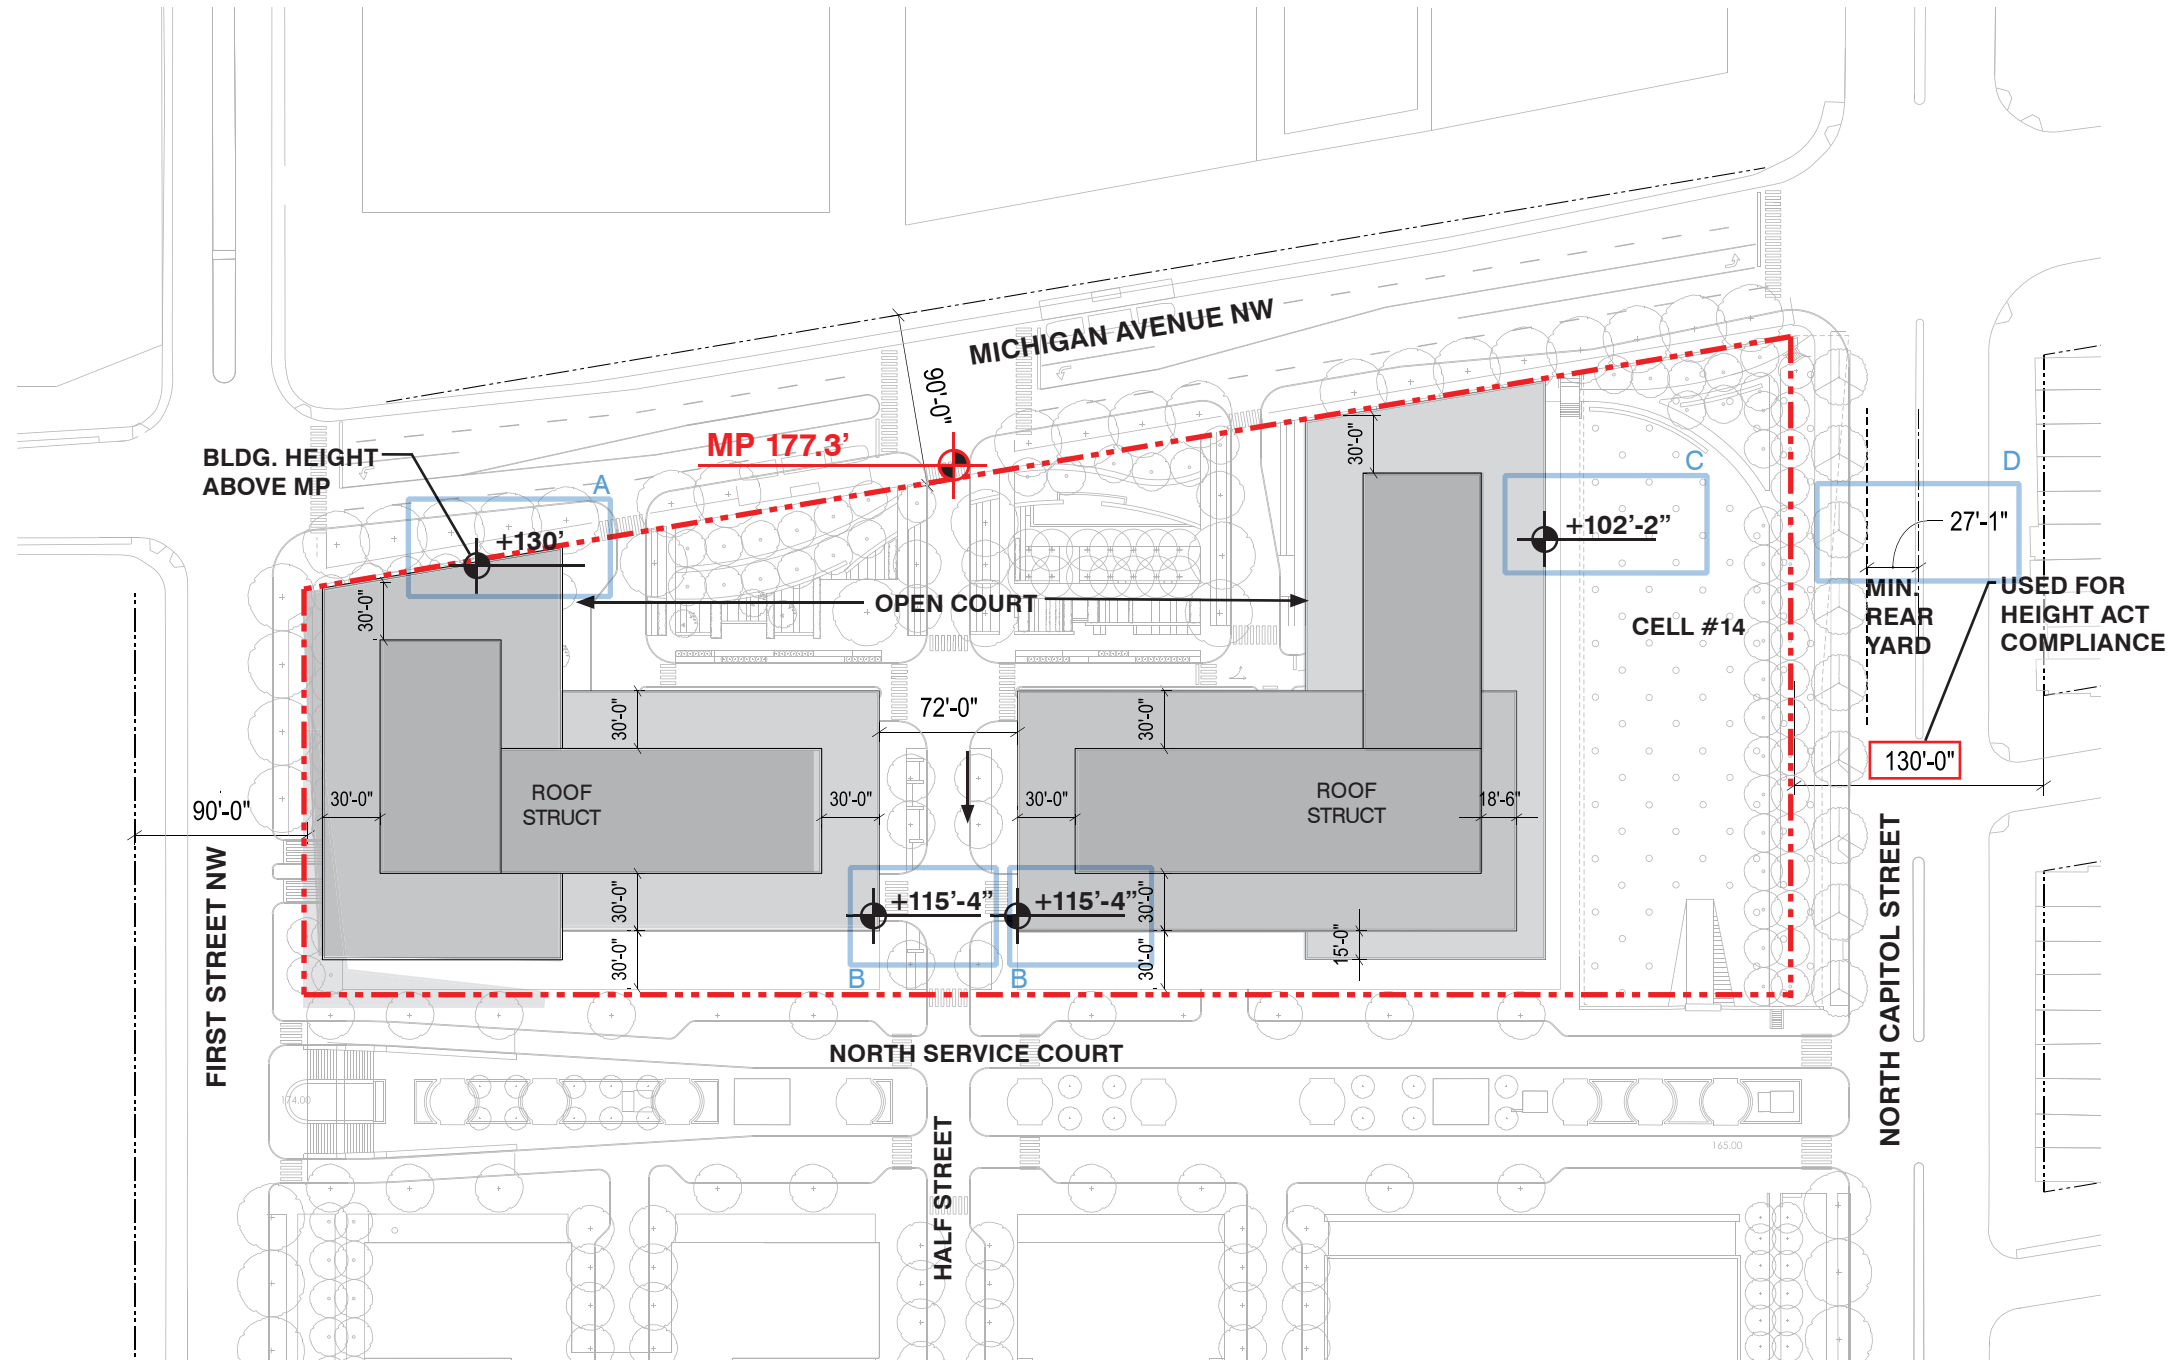 MICHIGAN AVENUE NW
90'-0"
MP 177.3’
BLDG. HEIGHT
ABOVE MP
A
+130’
C
+102’-2”
D
27'-1"
MIN.
REAR
YARD
USED FOR
HEIGHT ACT
COMPLIANCE
30'-0"
30'-0"
OPEN COURT
CELL #14
72'-0"
30'-0"
30'-0"
130'-0"
90'-0"
30'-0"
ROOF
STRUCT
30'-0"
30'-0"
ROOF
STRUCT
18'-6"
FIRST STREET NW
30'-0"
+115’-4”
+115’-4”
30'-0"
B
B
30'-0"
30'-0"
15'-0"
NORTH CAPITOL STREET
NORTH SERVICE COURT
174.00
HALF STREET
165.00